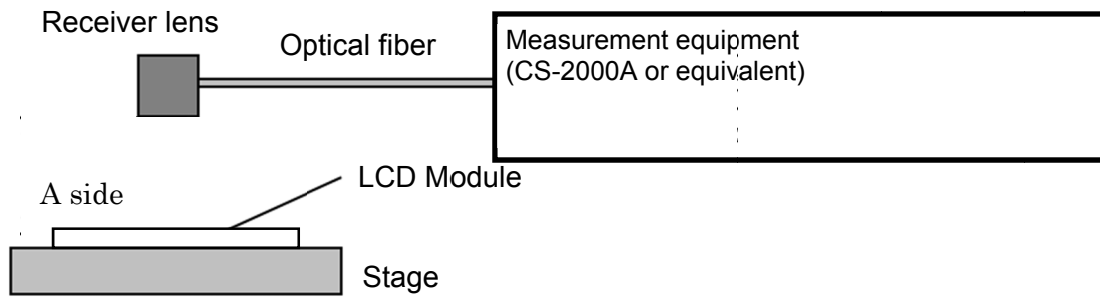 Receiver lens
Optical fiber
Measurement equipment
(CS-2000A or equivalent)
LCD Module
A side
Stage